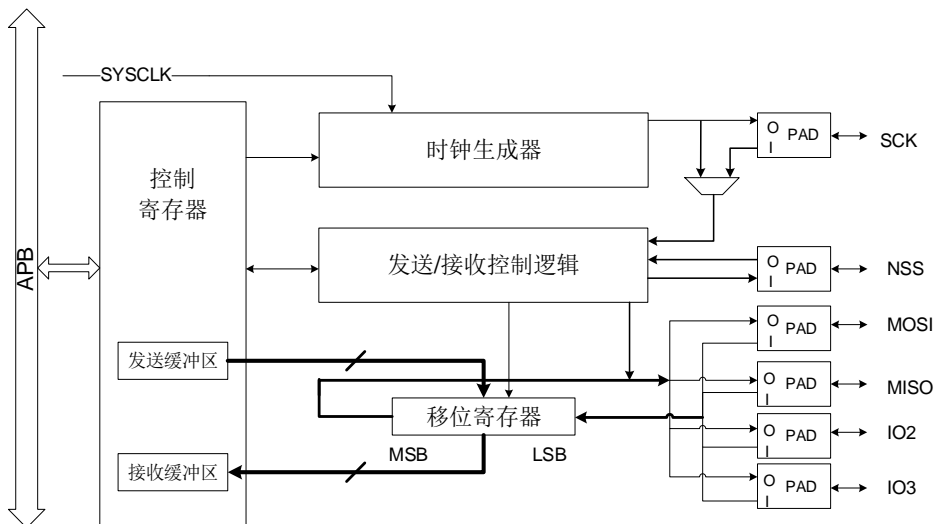 APB
SYSCLK
控制
寄存器
时钟生成器
O
I
PAD
SCK
发送/接收控制逻辑
O
I
PAD
NSS
O
I
PAD
MOSI
发送缓冲区
O
I
PAD
MISO
移位寄存器
MSB
LSB
O
I
PAD
IO2
接收缓冲区
O
I
PAD
IO3